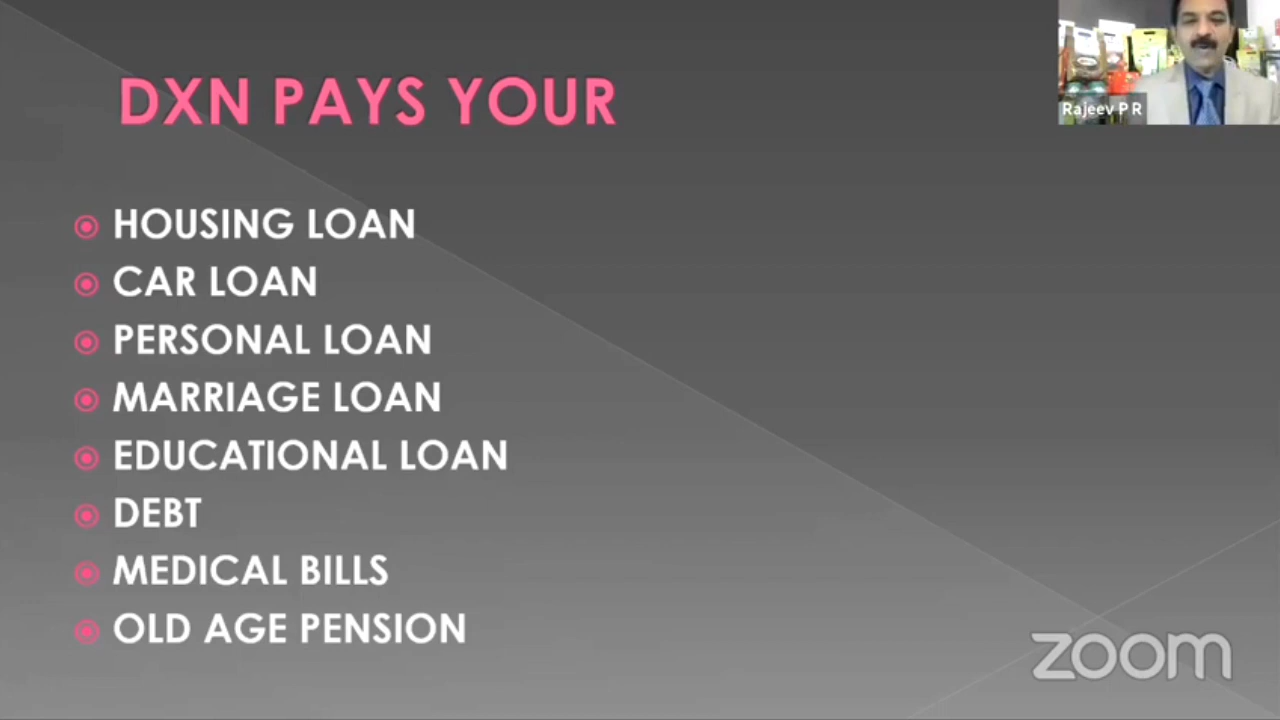 DXN PAYS YOUR
Rajeev P R
HOUSING LOAN
CAR LOAN
PERSONAL LOAN
MARRIAGE LOAN
EDUCATIONAL LOAN
DEBT
MEDICAL BILLS
OLD AGE PENSION
zoom